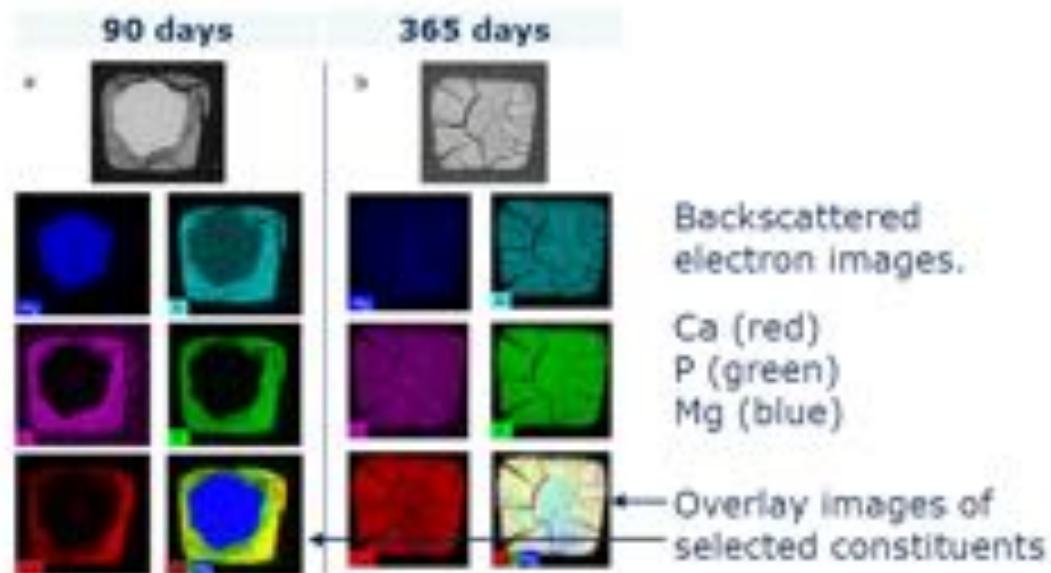 90 days
365 days
Backscattered
electron images.
Ca (red)
P (green)
Mg (blue)
Overlay images of
selected constituents